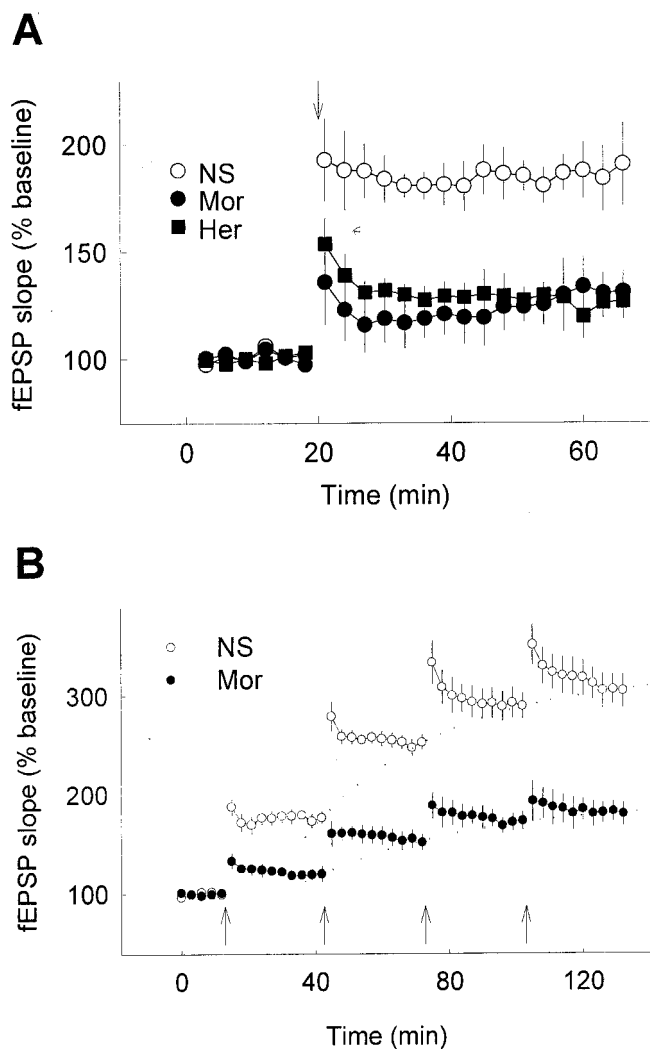 A
fEPSP slope (% baseline)
200
150
100
NS
Mor
Her
0 20 40 60
Time (min)
B
fEPSP slope (% baseline)
300
200
100
NS
Mor
0 40 80 120
Time (min)